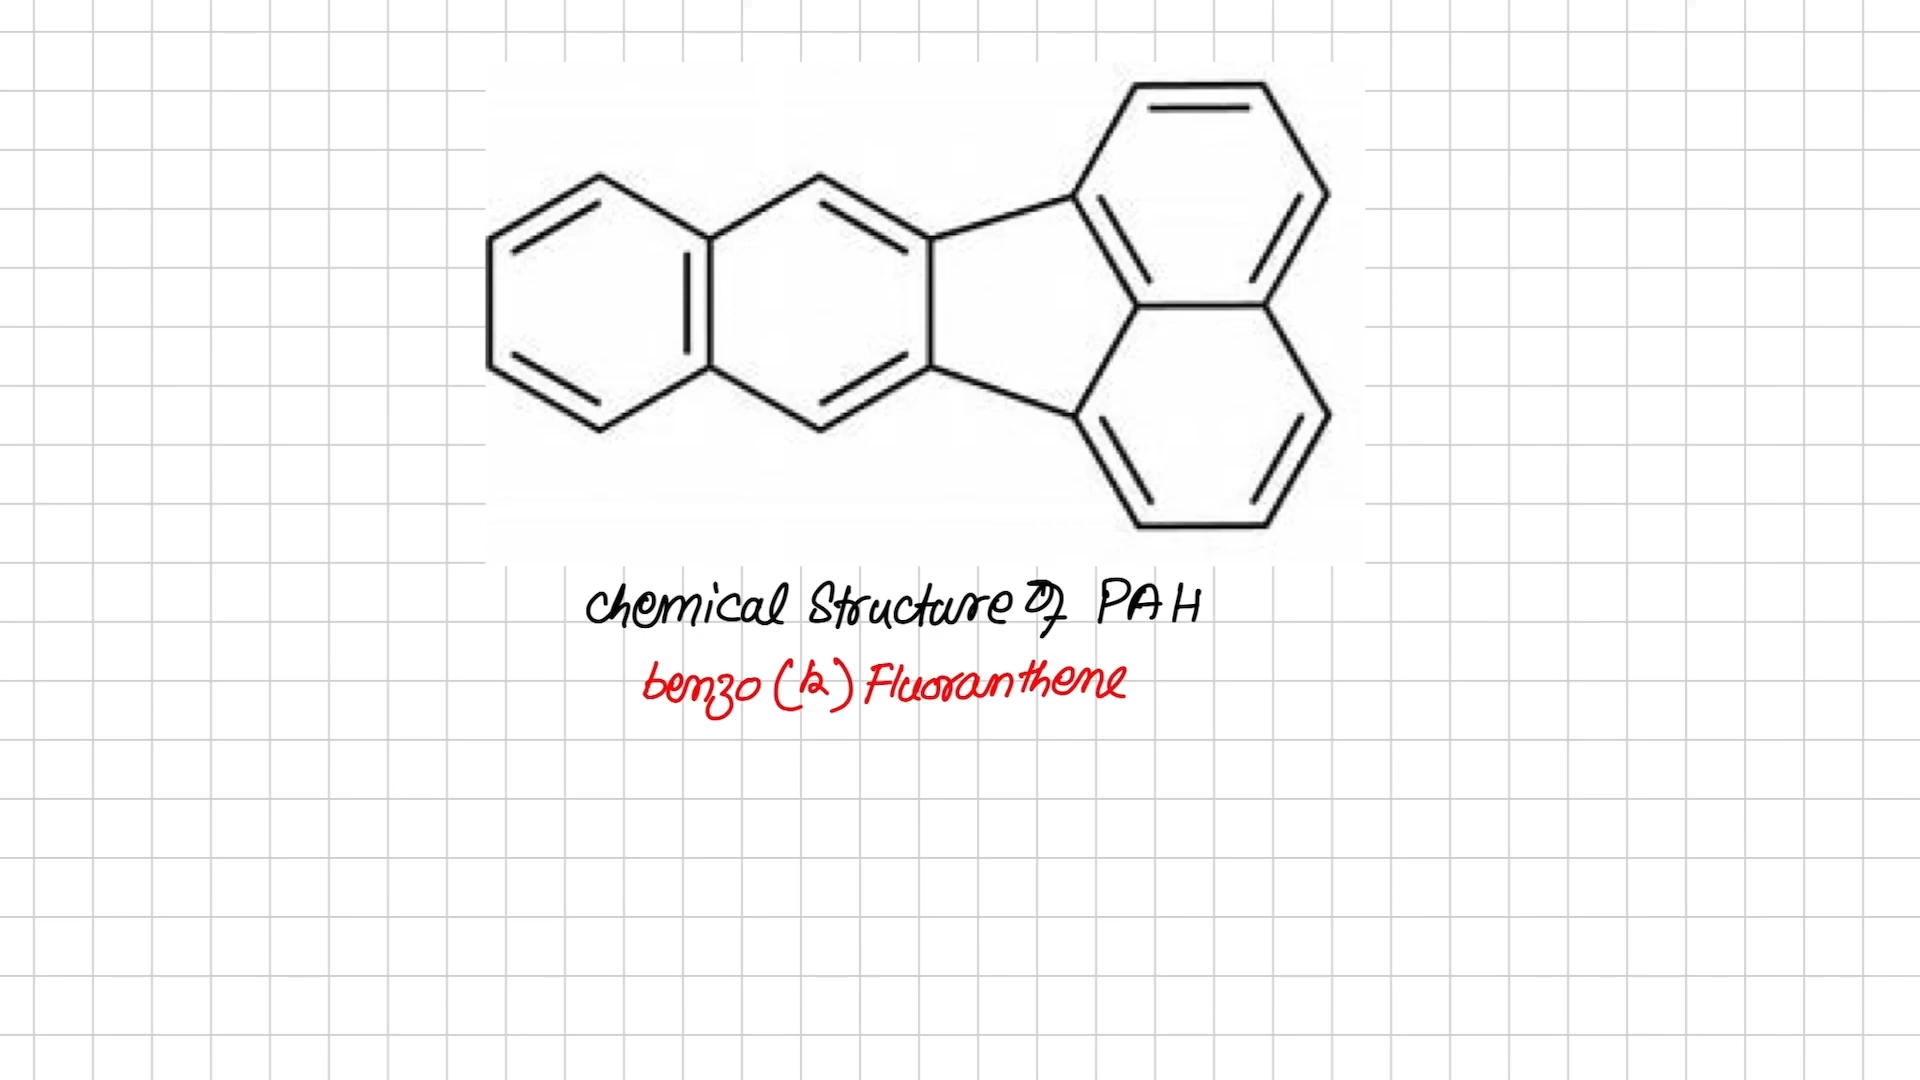 chemical Structure of PAH
benzo (k) Fluoranthene